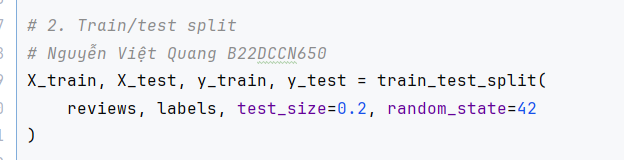 # 2. Train/test split
# Nguyễn Việt Quang B22DCCN650
X_train, X_test, y_train, y_test = train_test_split(
    reviews, labels, test_size=0.2, random_state=42
)